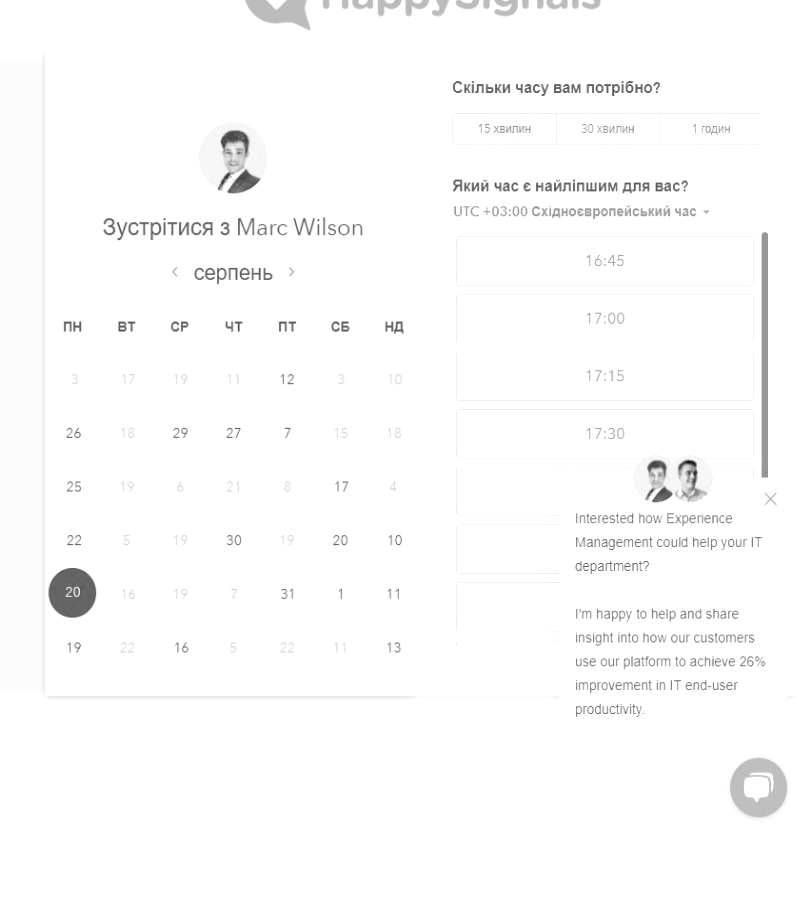 HappySignals
Зустрітися з Marc Wilson
серпень
ПН ВТ СР ЧТ ПТ СБ НД
3 17 19 11 12 3 10
26 18 29 27 7 15 18
25 19 6 21 8 17 4
22 5 19 30 19 20 10
20 16 19 7 31 1 11
19 22 16 5 22 11 13
Скільки часу вам потрібно?
15 хвилин 30 хвилин 1 годин
Який час є найліпшим для вас?
UTC +03:00 Східноєвропейський час
16:45
17:00
17:15
17:30
Interested how Experience
Management could help your IT
department?
I'm happy to help and share
insight into how our customers
use our platform to achieve 26%
improvement in IT end-user
productivity.